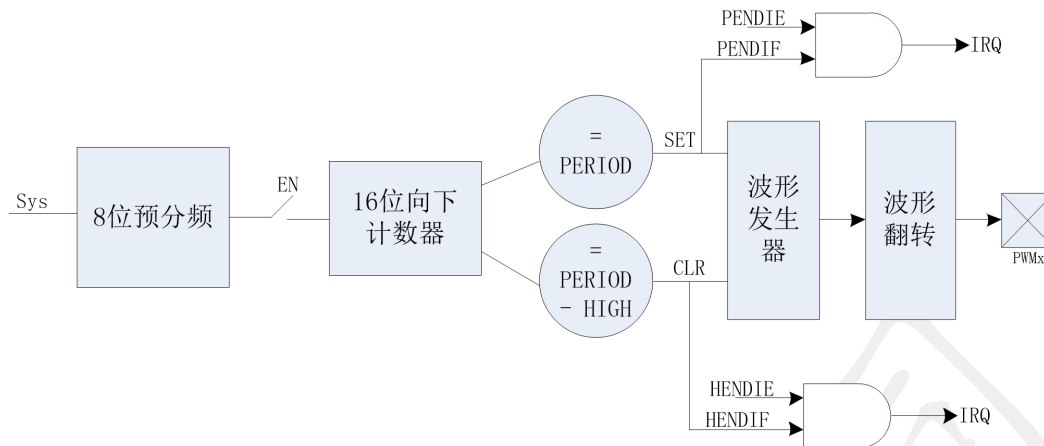 PENDIE
PENDIF
IRQ
Sys
8位预分频
EN
16位向下
计数器
=
PERIOD
SET
=
PERIOD
- HIGH
CLR
波形
发生
器
波形
翻转
PWMx
HENDIE
HENDIF
IRQ